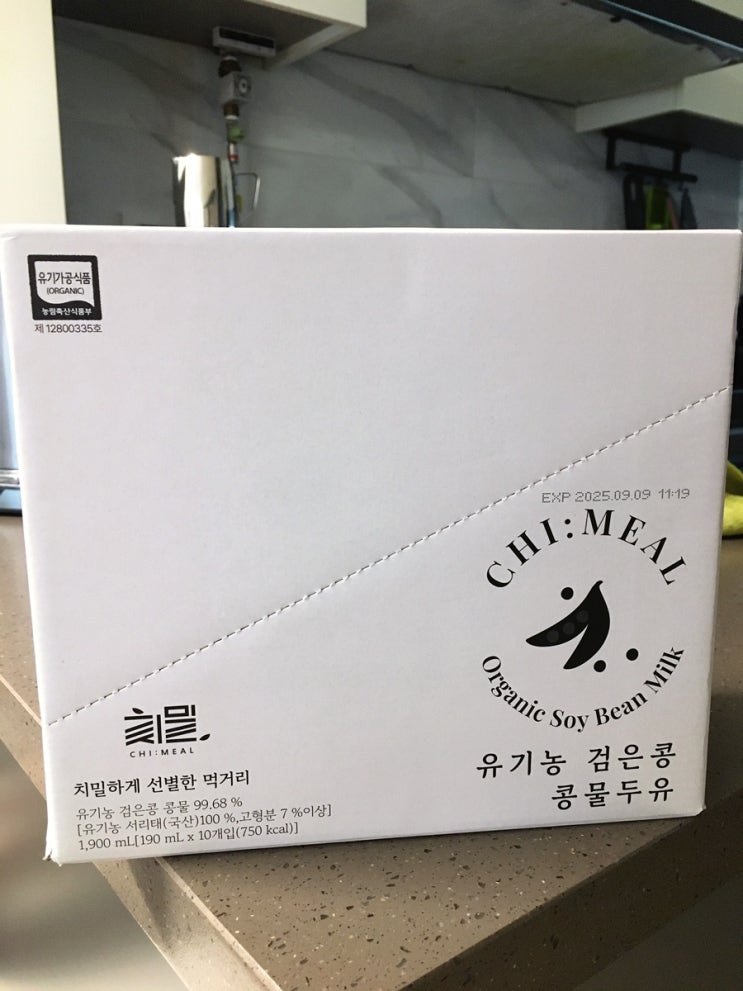 유기가공식품
(ORGANIC)
농림축산식품부
제 12800335호
EXP 2025.09.09 11:19
CHI:MEAL
Organic Soy Bean Milk
유기농 검은콩
콩물두유
치밀
CHI:MEAL
치밀하게 선별한 먹거리
유기농 검은콩 콩물 99.68 %
[유기농 서리태(국산)100 %,고형분 7 %이상]
1,900 mL[190 mL x 10개입(750 kcal)]